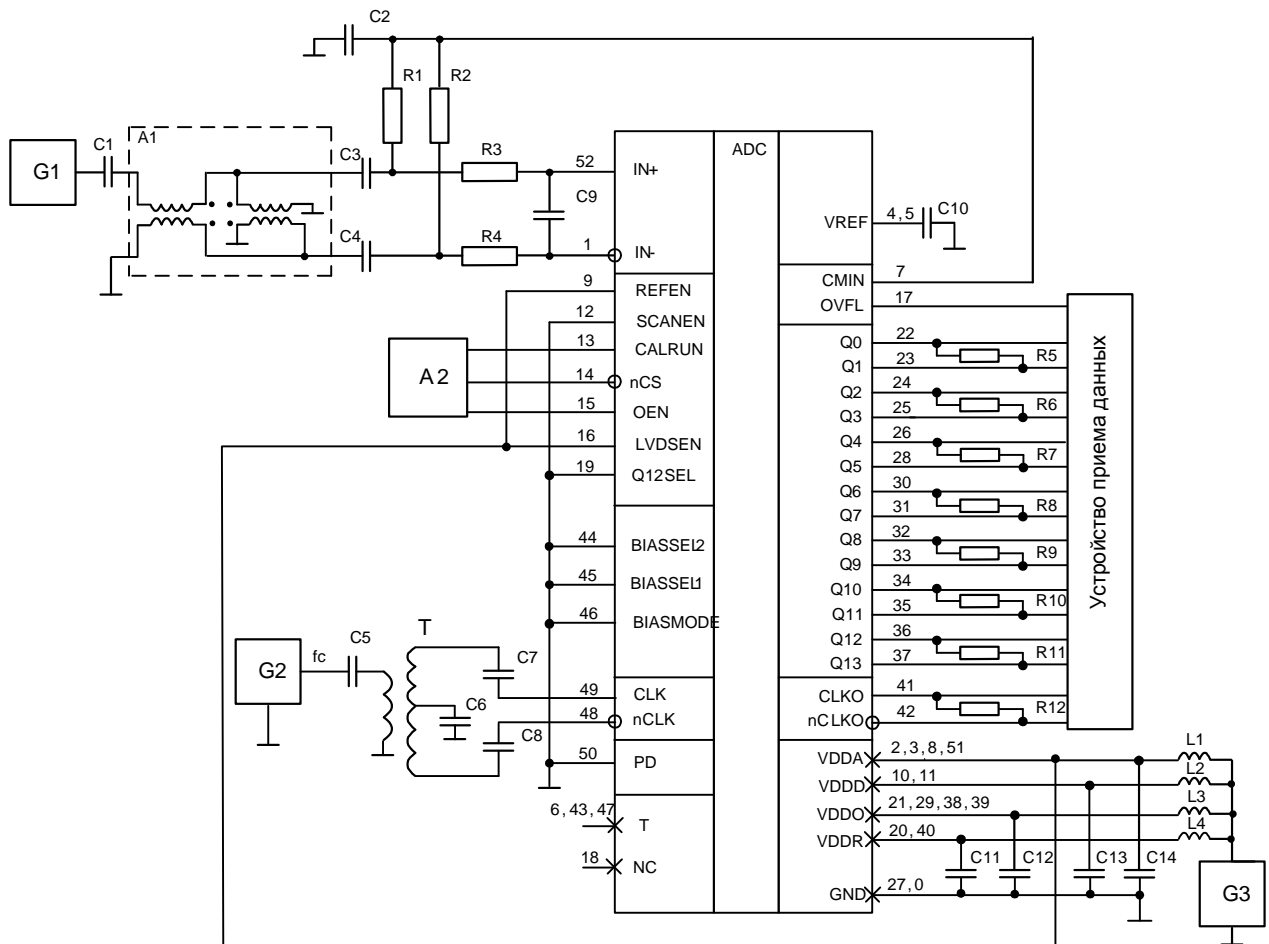 C2
R1
R2
G1
C1
A1
C3
R3
52
IN+
ADC
C9
VREF
4,5
C10
C4
R4
1
IN-
CMIN
7
9
REFEN
OVFL
17
12
SCANEN
13
CALRUN
A2
14
nCS
15
OEN
16
LVDSEN
19
Q12SEL
Q0
22
R5
Q1
23
Q2
24
R6
Q3
25
Q4
26
R7
Q5
28
Q6
30
R8
Q7
31
Q8
32
R9
Q9
33
Q10
34
R10
Q11
35
Q12
36
R11
Q13
37
Устройство приема данных
44
BIASSEL2
45
BIASSEL1
46
BIASMODE
G2
fc
C5
T
C7
C6
C8
49
CLK
48
nCLK
50
PD
CLKO
41
R12
nCLKO
42
VDDA
2,3,8,51
L1
VDDD
10,11
L2
VDDO
21,29,38,39
L3
VDDR
20,40
L4
6,43,47
T
18
NC
C11
C12
C13
C14
GND
27,0
G3